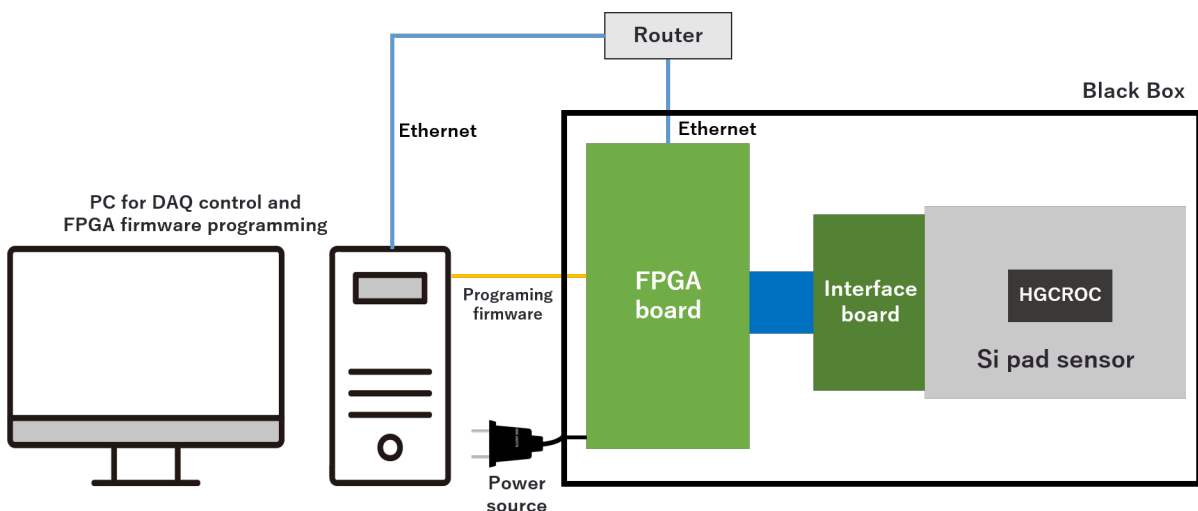 Router
Black Box
Ethernet
Ethernet
PC for DAQ control and
FPGA firmware programming
FPGA
board
Interface
board
HGCROC
Si pad sensor
Programing
firmware
Power
source